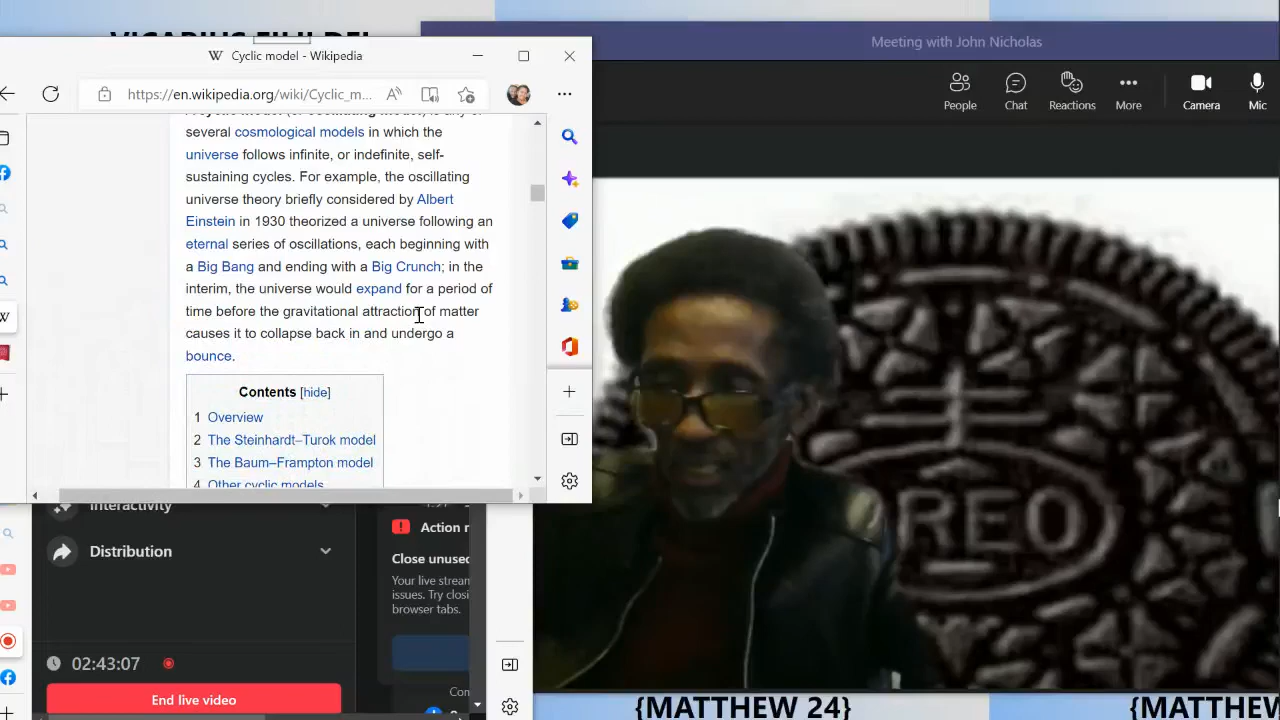 Meeting with John Nicholas
Cyclic model - Wikipedia
https://en.wikipedia.org/wiki/Cyclic_m...
People
Chat
Reactions
More
Camera
Mic
several cosmological models in which the
universe follows infinite, or indefinite, self-
sustaining cycles. For example, the oscillating
universe theory briefly considered by Albert
Einstein in 1930 theorized a universe following an
eternal series of oscillations, each beginning with
a Big Bang and ending with a Big Crunch; in the
interim, the universe would expand for a period of
time before the gravitational attraction of matter
causes it to collapse back in and undergo a
bounce.
Contents [hide]
1 Overview
2 The Steinhardt–Turok model
3 The Baum–Frampton model
4 Other cyclic models
REO
Interactivity
Distribution
Action r
Close unused
Your live stream
issues. Try closi
browser tabs.
02:43:07
End live video
{MATTHEW 24}
{MATTHEW